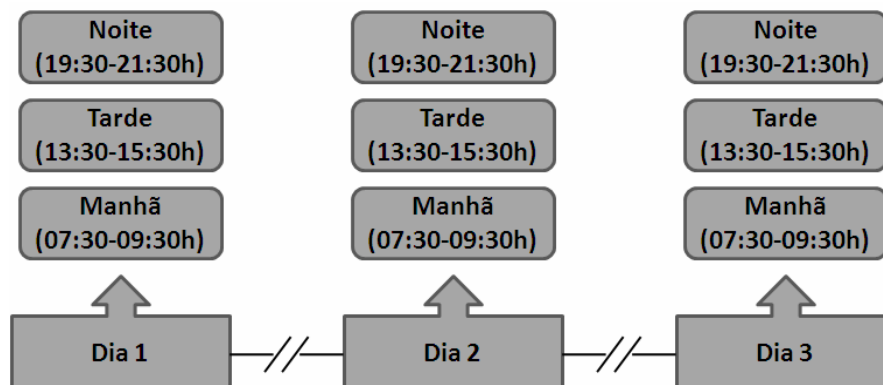 Noite
(19:30-21:30h)
Tarde
(13:30-15:30h)
Manhã
(07:30-09:30h)
Dia 1
Noite
(19:30-21:30h)
Tarde
(13:30-15:30h)
Manhã
(07:30-09:30h)
Dia 2
Noite
(19:30-21:30h)
Tarde
(13:30-15:30h)
Manhã
(07:30-09:30h)
Dia 3